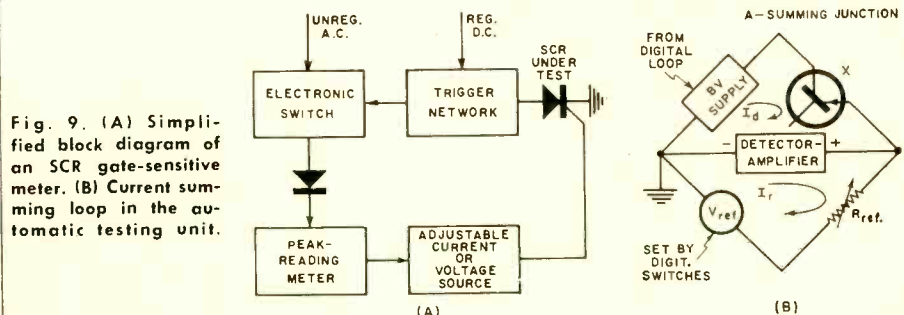 Fig. 9. (A) Simpli-
fied block diagram of
an SCR gate-sensitive
meter. (B) Current sum-
ming loop in the au-
tomatic testing unit.
UNREG.
A.C.
REG.
D.C.
SCR
UNDER
TEST
ELECTRONIC
SWITCH
TRIGGER
NETWORK
PEAK-
READING
METER
ADJUSTABLE
CURRENT
OR
VOLTAGE
SOURCE
(A)
A-SUMMING JUNCTION
FROM
DIGITAL
LOOP
BV
SUPPLY
X
Id
- DETECTOR- +
AMPLIFIER
Ir
Vref
Rref.
SET BY
DIGIT.
SWITCHES
(B)